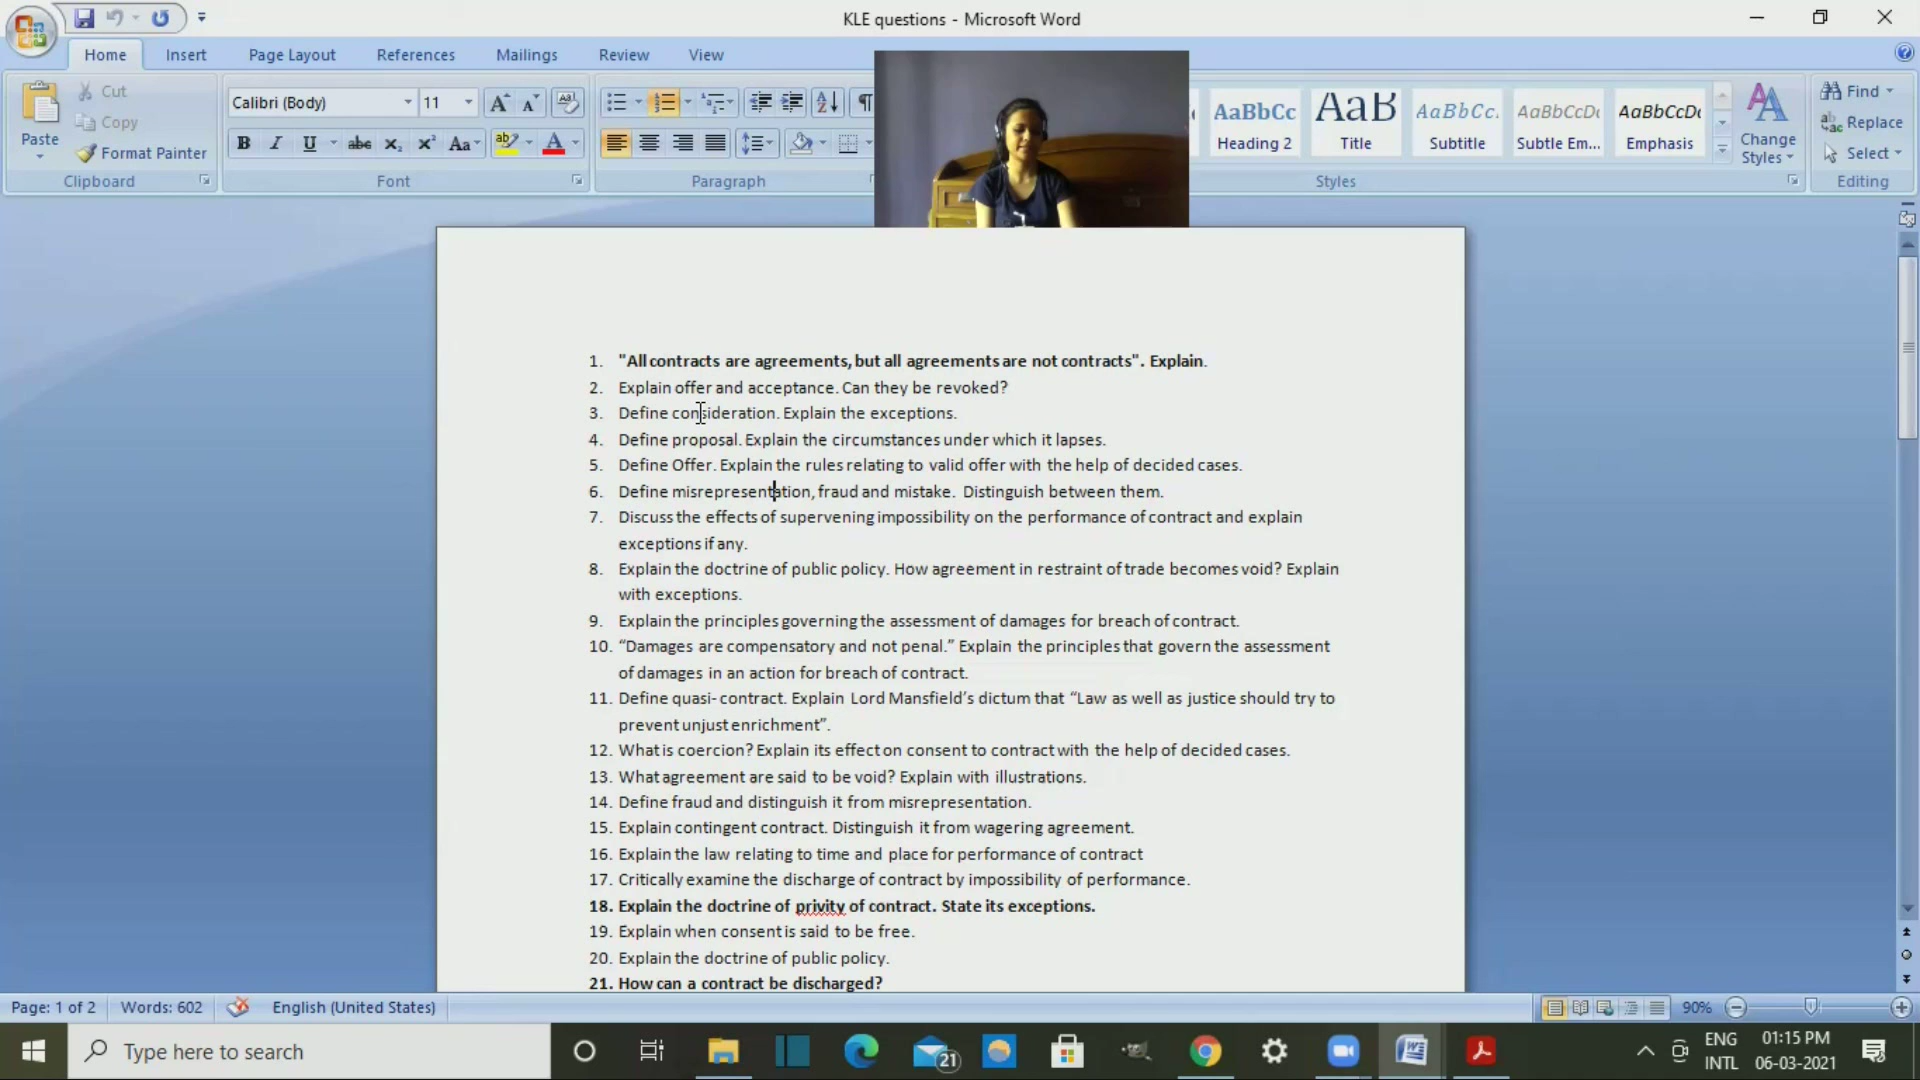 KLE questions - Microsoft Word
Home Insert Page Layout References Mailings Review View
Paste Cut Copy Format Painter Clipboard
Calibri (Body) 11 Font
Paragraph
AaBbCc AaB AaBbCc. AaBbCcDc AaBbCcDc
Heading 2 Title Subtitle Subtle Em... Emphasis Change Styles
Styles
Find Replace Select Editing
1. "All contracts are agreements, but all agreements are not contracts". Explain.
2. Explain offer and acceptance. Can they be revoked?
3. Define consideration. Explain the exceptions.
4. Define proposal. Explain the circumstances under which it lapses.
5. Define Offer. Explain the rules relating to valid offer with the help of decided cases.
6. Define misrepresentation, fraud and mistake. Distinguish between them.
7. Discuss the effects of supervening impossibility on the performance of contract and explain
exceptions if any.
8. Explain the doctrine of public policy. How agreement in restraint of trade becomes void? Explain
with exceptions.
9. Explain the principles governing the assessment of damages for breach of contract.
10. “Damages are compensatory and not penal.” Explain the principles that govern the assessment
of damages in an action for breach of contract.
11. Define quasi- contract. Explain Lord Mansfield’s dictum that “Law as well as justice should try to
prevent unjust enrichment”.
12. What is coercion? Explain its effect on consent to contract with the help of decided cases.
13. What agreement are said to be void? Explain with illustrations.
14. Define fraud and distinguish it from misrepresentation.
15. Explain contingent contract. Distinguish it from wagering agreement.
16. Explain the law relating to time and place for performance of contract
17. Critically examine the discharge of contract by impossibility of performance.
18. Explain the doctrine of privity of contract. State its exceptions.
19. Explain when consent is said to be free.
20. Explain the doctrine of public policy.
21. How can a contract be discharged?
Page: 1 of 2 Words: 602 English (United States) 90%
Type here to search 21 ENG INTL 01:15 PM 06-03-2021